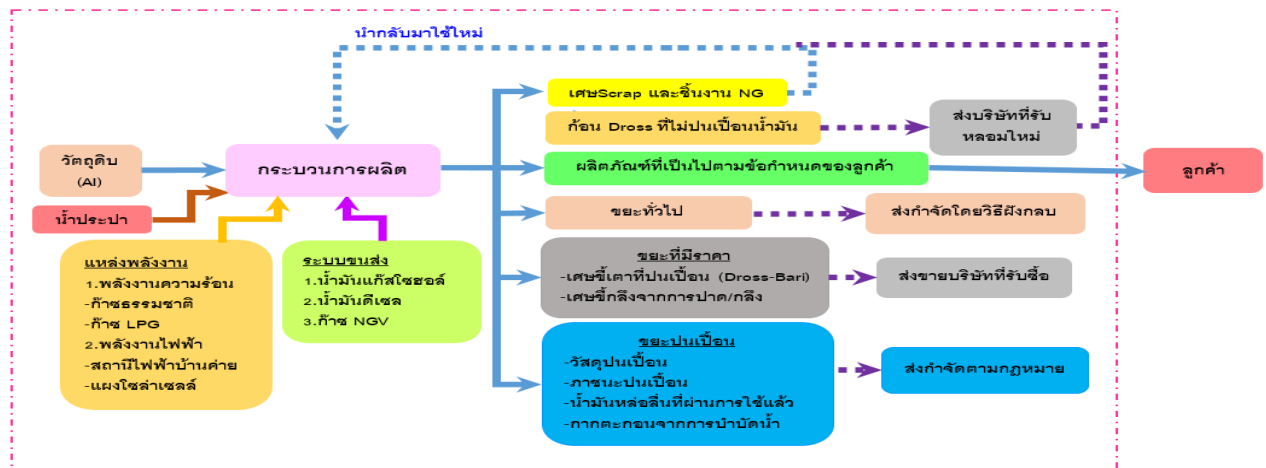 นำกลับมาใช้ใหม่
เศษScrap และชิ้นงาน NG
ก้อน Dross ที่ไม่ปนเปื้อนน้ำมัน
ส่งบริษัทที่รับ
หลอมใหม่
วัตถุดิบ
(Al)
กระบวนการผลิต
ผลิตภัณฑ์ที่เป็นไปตามข้อกำหนดของลูกค้า
ลูกค้า
น้ำประปา
ขยะทั่วไป
ส่งกำจัดโดยวิธีฝังกลบ
แหล่งพลังงาน
1.พลังงานความร้อน
-ก๊าซธรรมชาติ
-ก๊าซ LPG
2.พลังงานไฟฟ้า
-สถานีไฟฟ้าบ้านค่าย
-แผงโซล่าเซลล์
ระบบขนส่ง
1.น้ำมันแก๊สโซฮอล์
2.น้ำมันดีเซล
3.ก๊าซ NGV
ขยะที่มีราคา
-เศษขี้เตาที่ปนเปื้อน (Dross-Bari)
-เศษขี้กลึงจากการปาด/กลึง
ส่งขายบริษัทที่รับซื้อ
ขยะปนเปื้อน
-วัสดุปนเปื้อน
-ภาชนะปนเปื้อน
-น้ำมันหล่อลื่นที่ผ่านการใช้แล้ว
-กากตะกอนจากการบำบัดน้ำ
ส่งกำจัดตามกฎหมาย